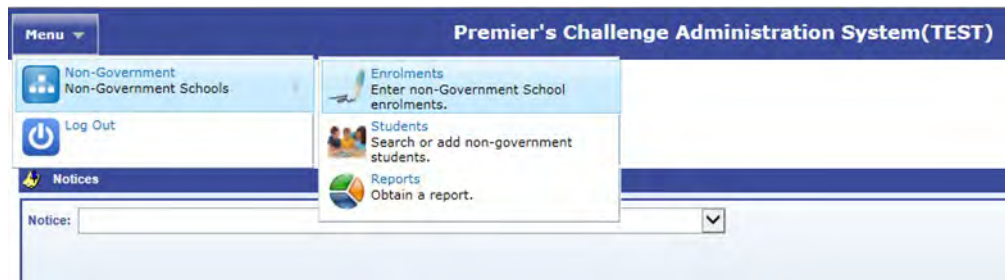 Menu
Premier's Challenge Administration System(TEST)
Non-Government
Non-Government Schools
Log Out
Enrolments
Enter non-Government School
enrolments.
Students
Search or add non-government
students.
Reports
Obtain a report.
Notices
Notice: